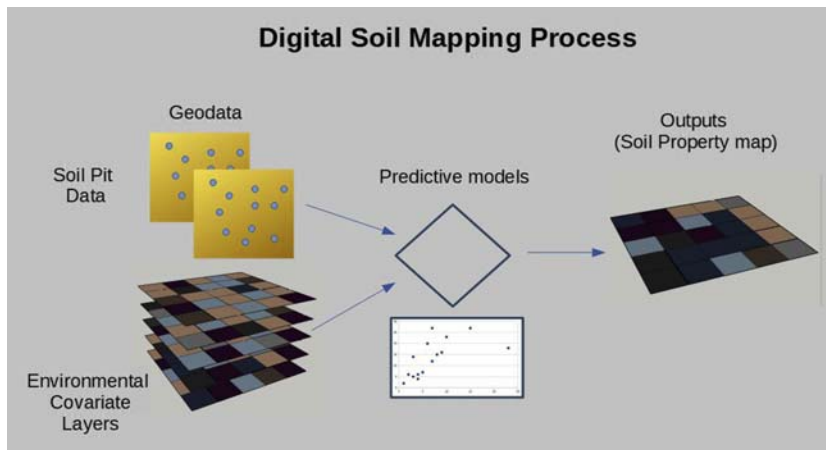 Digital Soil Mapping Process
Geodata
Soil Pit
Data
Environmental
Covariate
Layers
Predictive models
Outputs
(Soil Property map)